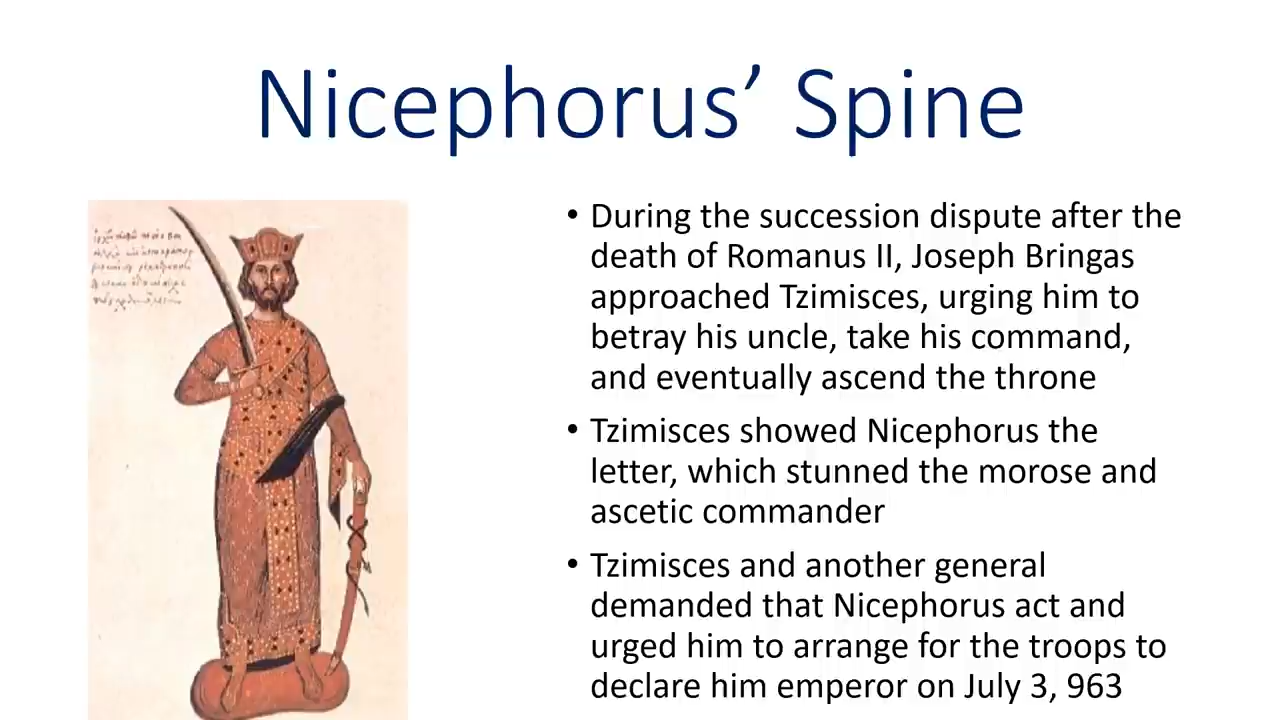 Nicephorus’ Spine
• During the succession dispute after the
death of Romanus II, Joseph Bringas
approached Tzimisces, urging him to
betray his uncle, take his command,
and eventually ascend the throne
• Tzimisces showed Nicephorus the
letter, which stunned the morose and
ascetic commander
• Tzimisces and another general
demanded that Nicephorus act and
urged him to arrange for the troops to
declare him emperor on July 3, 963